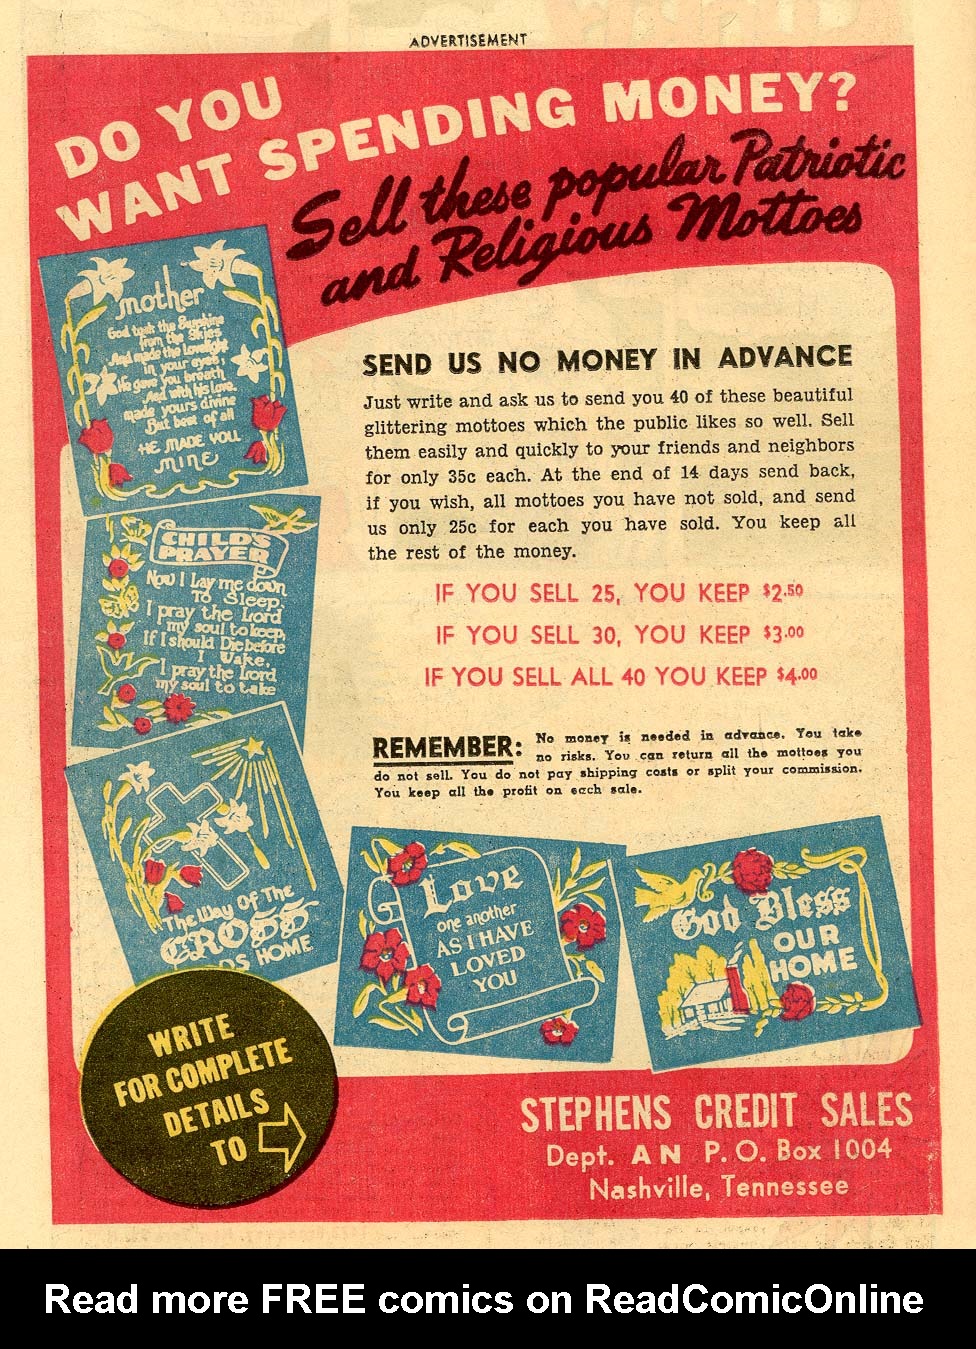 ADVERTISEMENT
DO YOU
WANT SPENDING MONEY?
Sell these popular Patriotic
and Religious Mottoes
mother
God took the Sunshine
from the Skies
And made the Lovelight
in your eyes,
He gave you breath
And with his Love.
made yours divine
But best of all
HE MADE YOU
MINE
CHILD'S
PRAYER
Now I Lay me down
TO Sleep,
I pray the Lord
my soul to keep,
If I should Die before
I Wake,
I pray the Lord
my soul to take
The Way Of The
CROSS
DS HOME
SEND US NO MONEY IN ADVANCE
Just write and ask us to send you 40 of these beautiful
glittering mottoes which the public likes so well. Sell
them easily and quickly to your friends and neighbors
for only 35c each. At the end of 14 days send back,
if you wish, all mottoes you have not sold, and send
us only 25c for each you have sold. You keep all
the rest of the money.
IF YOU SELL 25, YOU KEEP $2.50
IF YOU SELL 30, YOU KEEP $3.00
IF YOU SELL ALL 40 YOU KEEP $4.00
REMEMBER: No money is needed in advance. You take
no risks. You can return all the mottoes you
do not sell. You do not pay shipping costs or split your commission.
You keep all the profit on each sale.
Love
one another
AS I HAVE
LOVED
YOU
God Bless
OUR
HOME
WRITE
FOR COMPLETE
DETAILS
TO
STEPHENS CREDIT SALES
Dept. AN P. O. Box 1004
Nashville, Tennessee
Read more FREE comics on ReadComicOnline